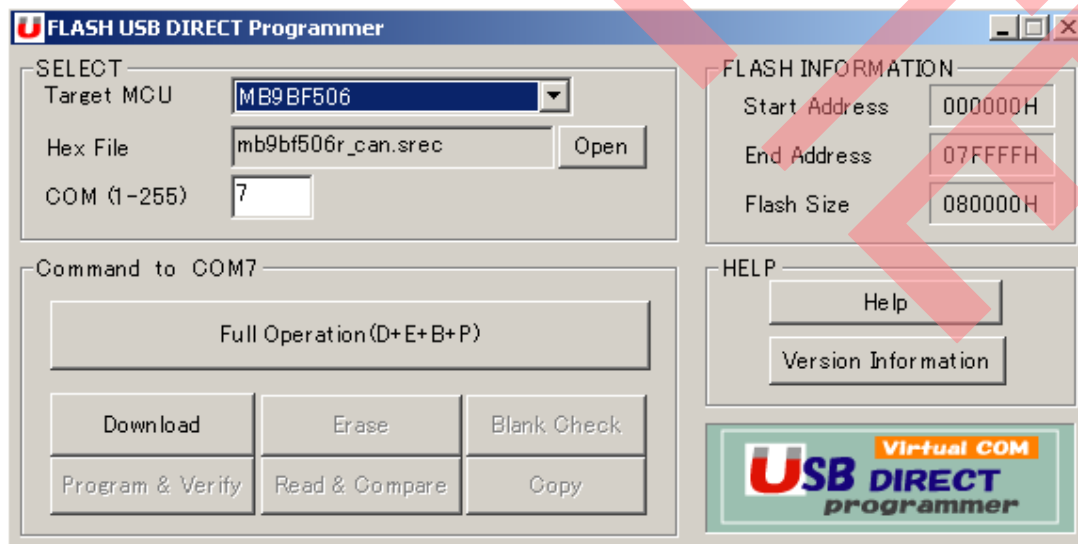 FLASH USB DIRECT Programmer
SELECT
Target MCU MB9BF506
Hex File mb9bf506r_can.srec Open
COM (1-255) 7
FLASH INFORMATION
Start Address 000000H
End Address 07FFFFH
Flash Size 080000H
Command to COM7
Full Operation(D+E+B+P)
Download Erase Blank Check
Program & Verify Read & Compare Copy
HELP
Help
Version Information
Virtual COM
USB DIRECT
programmer